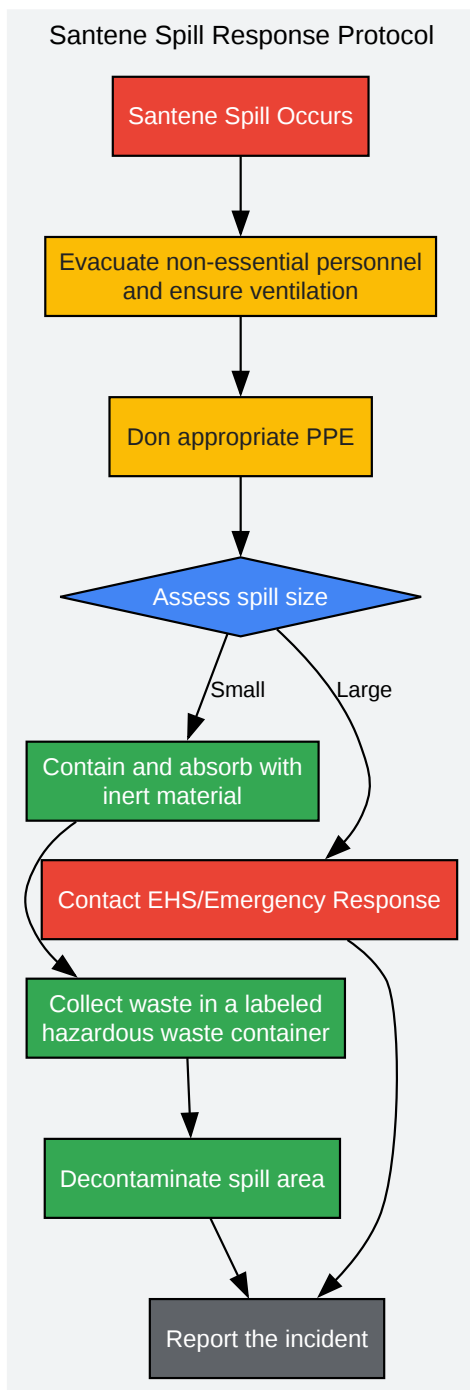 Santene Spill Response Protocol
Santene Spill Occurs
Evacuate non-essential personnel
and ensure ventilation
Don appropriate PPE
Assess spill size
Small
Large
Contain and absorb with
inert material
Contact EHS/Emergency Response
Collect waste in a labeled
hazardous waste container
Decontaminate spill area
Report the incident